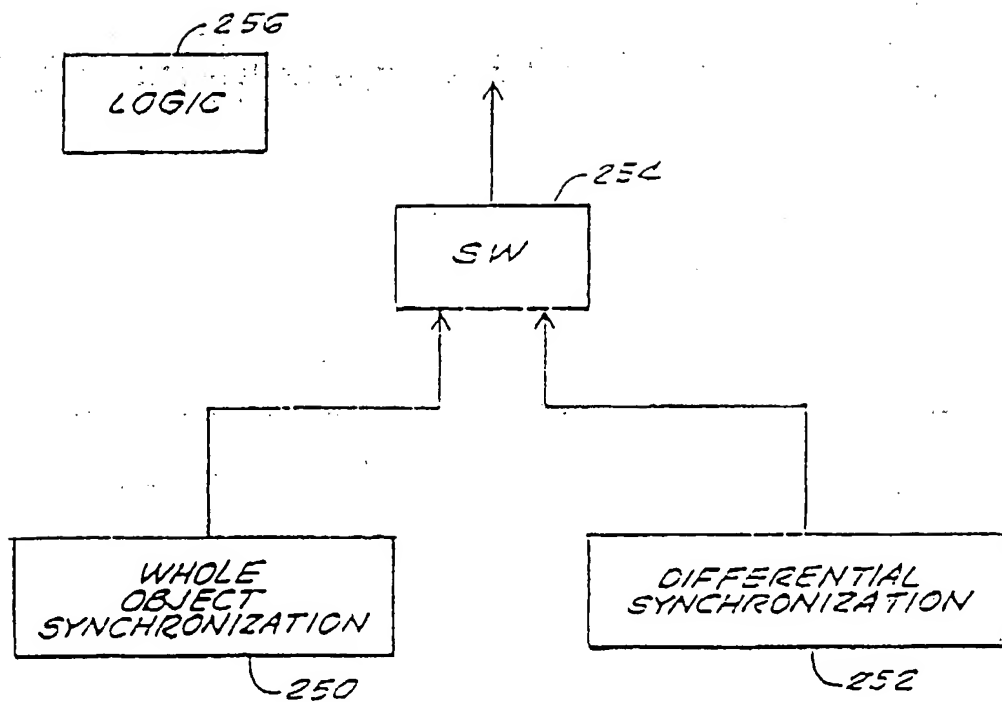 256
LOGIC
254
SW
WHOLE
OBJECT
SYNCHRONIZATION
250
DIFFERENTIAL
SYNCHRONIZATION
252